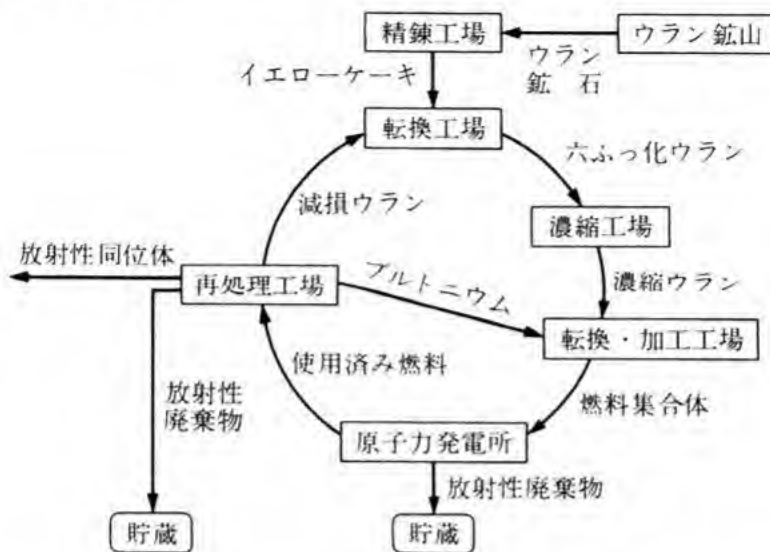 精錬工場
ウラン鉱山
イエローケーキ
ウラン
鉱石
転換工場
六ふっ化ウラン
減損ウラン
濃縮工場
放射性同位体
再処理工場
プルトニウム
濃縮ウラン
転換・加工工場
使用済み燃料
放射性
廃棄物
燃料集合体
原子力発電所
放射性廃棄物
貯蔵
貯蔵